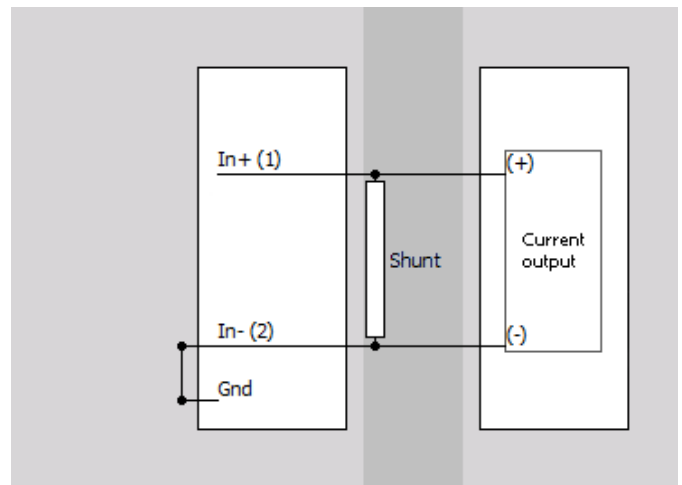 In+ (1)
(+)
Current
output
Shunt
In- (2)
(-)
Gnd